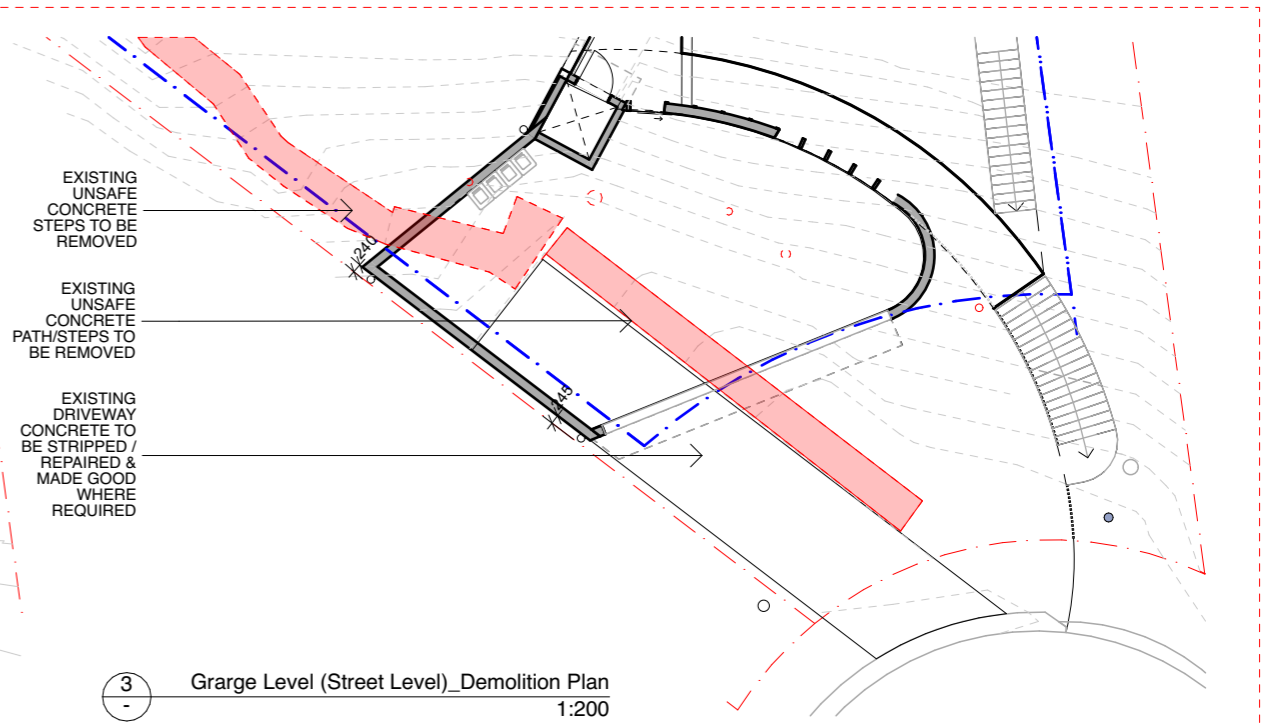 EXISTING
UNSAFE
CONCRETE
STEPS TO BE
REMOVED
240
EXISTING
UNSAFE
CONCRETE
PATH/STEPS TO
BE REMOVED
EXISTING
DRIVEWAY
CONCRETE TO
BE STRIPPED /
REPAIRED &
MADE GOOD
WHERE
REQUIRED
245
3
-
Grarge Level (Street Level)_Demolition Plan
1:200